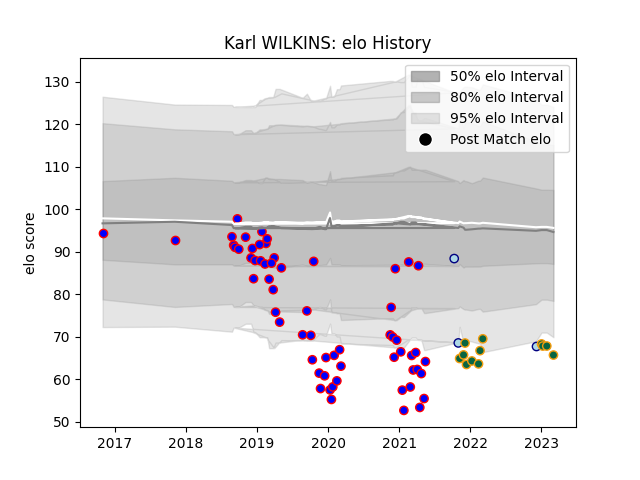 Karl WILKINS: elo History
50% elo Interval
80% elo Interval
95% elo Interval
Post Match elo
elo score
130
120
110
100
90
80
70
60
50
2017 2018 2019 2020 2021 2022 2023